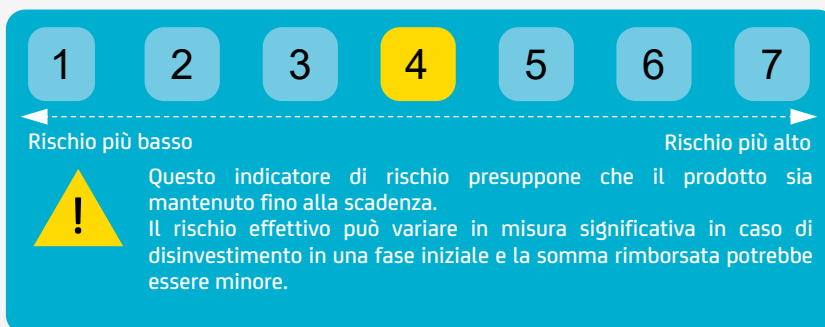 1 2 3 4 5 6 7
Rischio più basso Rischio più alto
Questo indicatore di rischio presuppone che il prodotto sia
mantenuto fino alla scadenza.
Il rischio effettivo può variare in misura significativa in caso di
disinvestimento in una fase iniziale e la somma rimborsata potrebbe
essere minore.
!